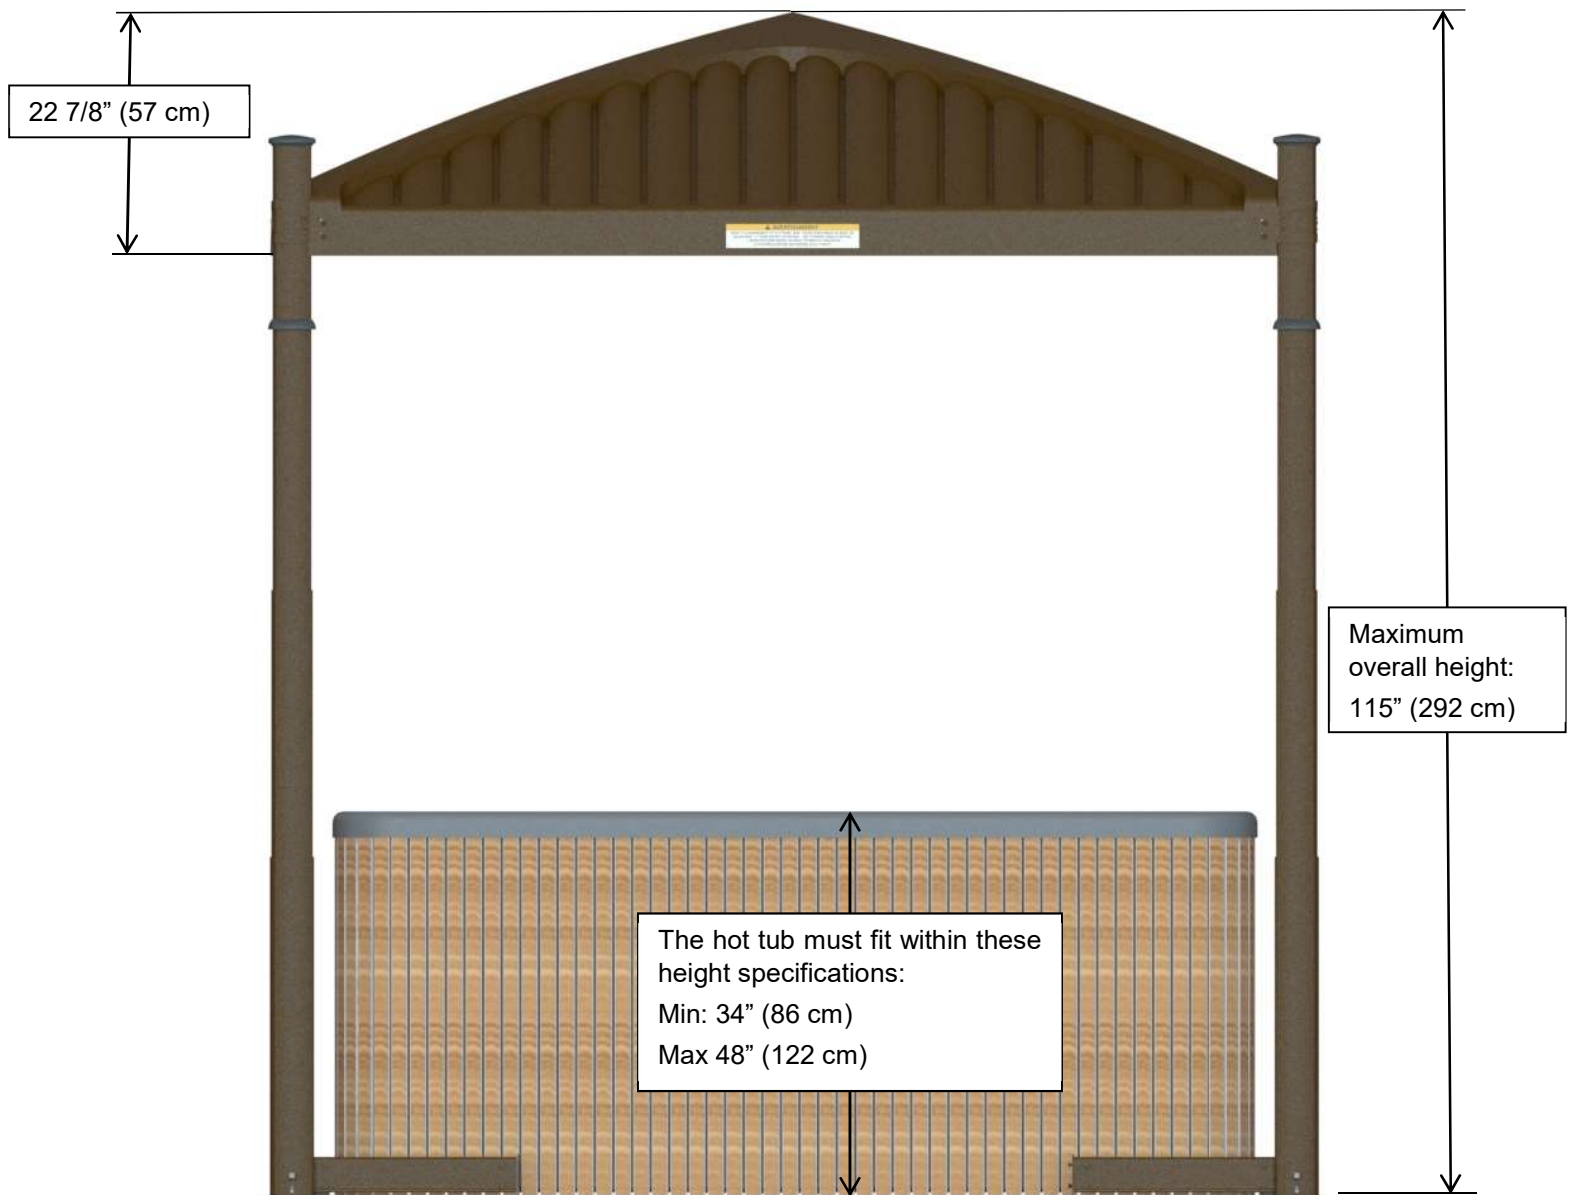 22 7/8” (57 cm)
Maximum
overall height:
115” (292 cm)
The hot tub must fit within these
height specifications:
Min: 34” (86 cm)
Max 48” (122 cm)